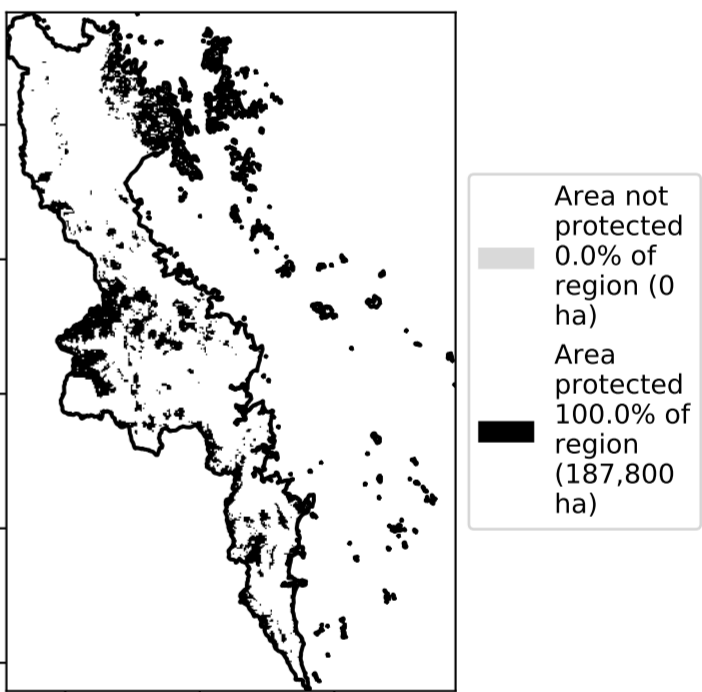 Area not
protected
0.0% of
region (0
ha)
Area
protected
100.0% of
region
(187,800
ha)